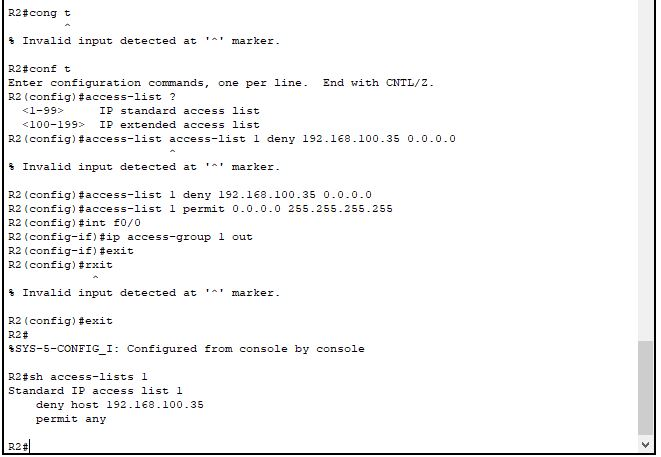 R2#cong t
^
% Invalid input detected at '^' marker.
R2#conf t
Enter configuration commands, one per line. End with CNTL/Z.
R2(config)#access-list ?
<1-99> IP standard access list
<100-199> IP extended access list
R2(config)#access-list access-list 1 deny 192.168.100.35 0.0.0.0
^
% Invalid input detected at '^' marker.
R2(config)#access-list 1 deny 192.168.100.35 0.0.0.0
R2(config)#access-list 1 permit 0.0.0.0 255.255.255.255
R2(config)#int f0/0
R2(config-if)#ip access-group 1 out
R2(config-if)#exit
R2(config)#rxit
^
% Invalid input detected at '^' marker.
R2(config)#exit
R2#
%SYS-5-CONFIG_I: Configured from console by console
R2#sh access-lists 1
Standard IP access list 1
deny host 192.168.100.35
permit any
R2#